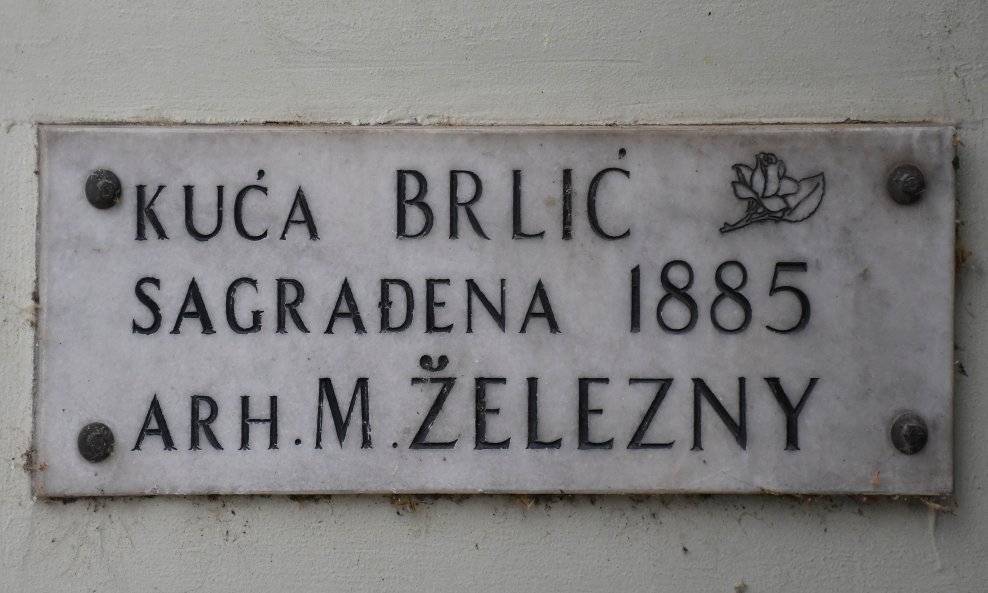 KUĆA BRLIĆ
SAGRAĐENA 1885
ARH. M. ŽELEZNY